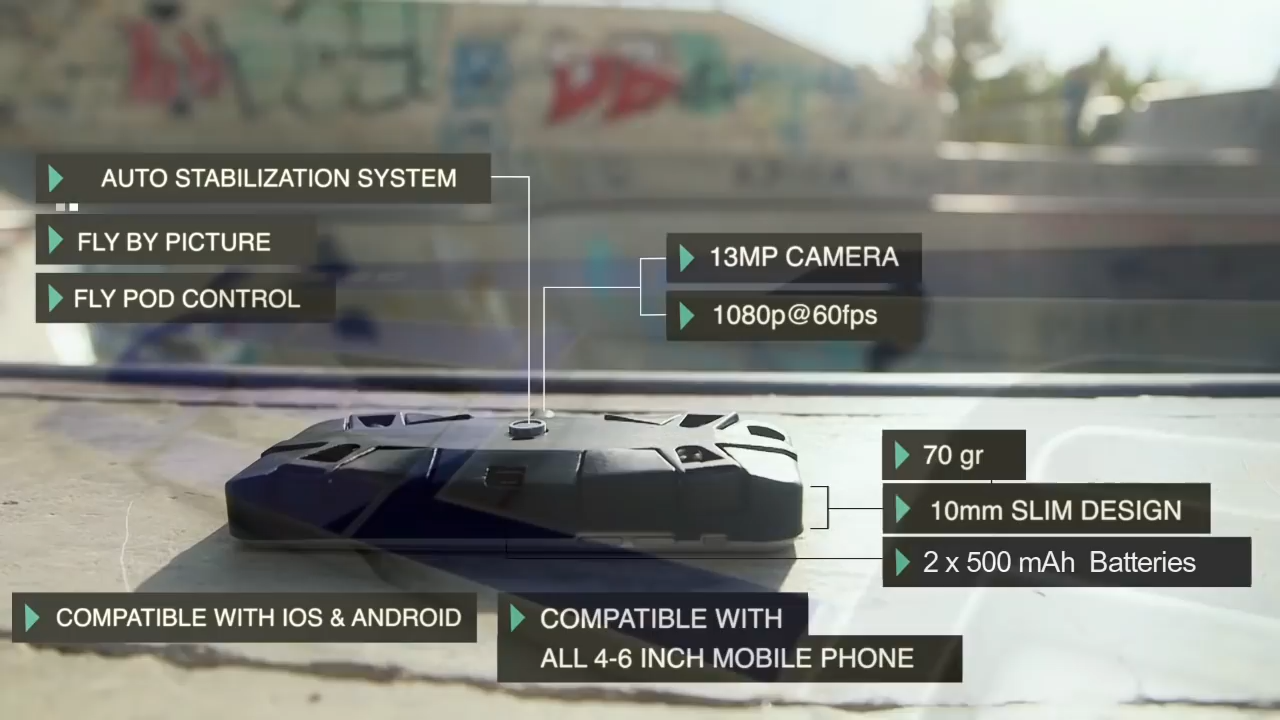 AUTO STABILIZATION SYSTEM
FLY BY PICTURE
FLY POD CONTROL
13MP CAMERA
1080p@60fps
70 gr
10mm SLIM DESIGN
2 x 500 mAh Batteries
COMPATIBLE WITH IOS & ANDROID
COMPATIBLE WITH
ALL 4-6 INCH MOBILE PHONE